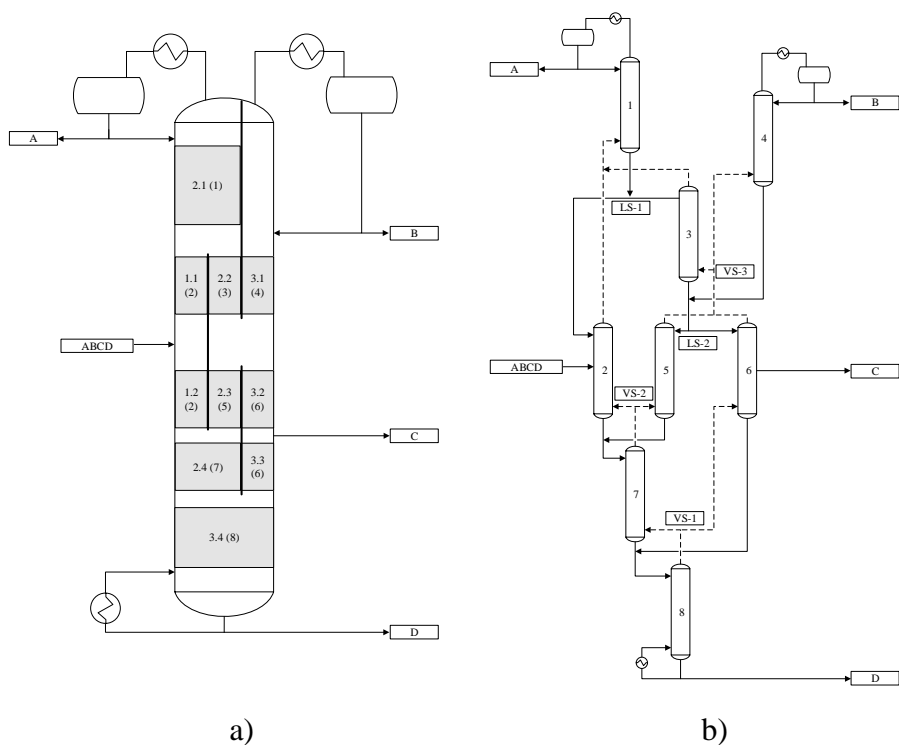 A
2.1 (1)
B
1.1
(2)
2.2
(3)
3.1
(4)
ABCD
1.2
(2)
2.3
(5)
3.2
(6)
C
2.4 (7)
3.3
(6)
3.4 (8)
D
a)
A
1
B
4
LS-1
3
VS-3
LS-2
ABCD
2
5
6
C
VS-2
7
VS-1
8
D
b)